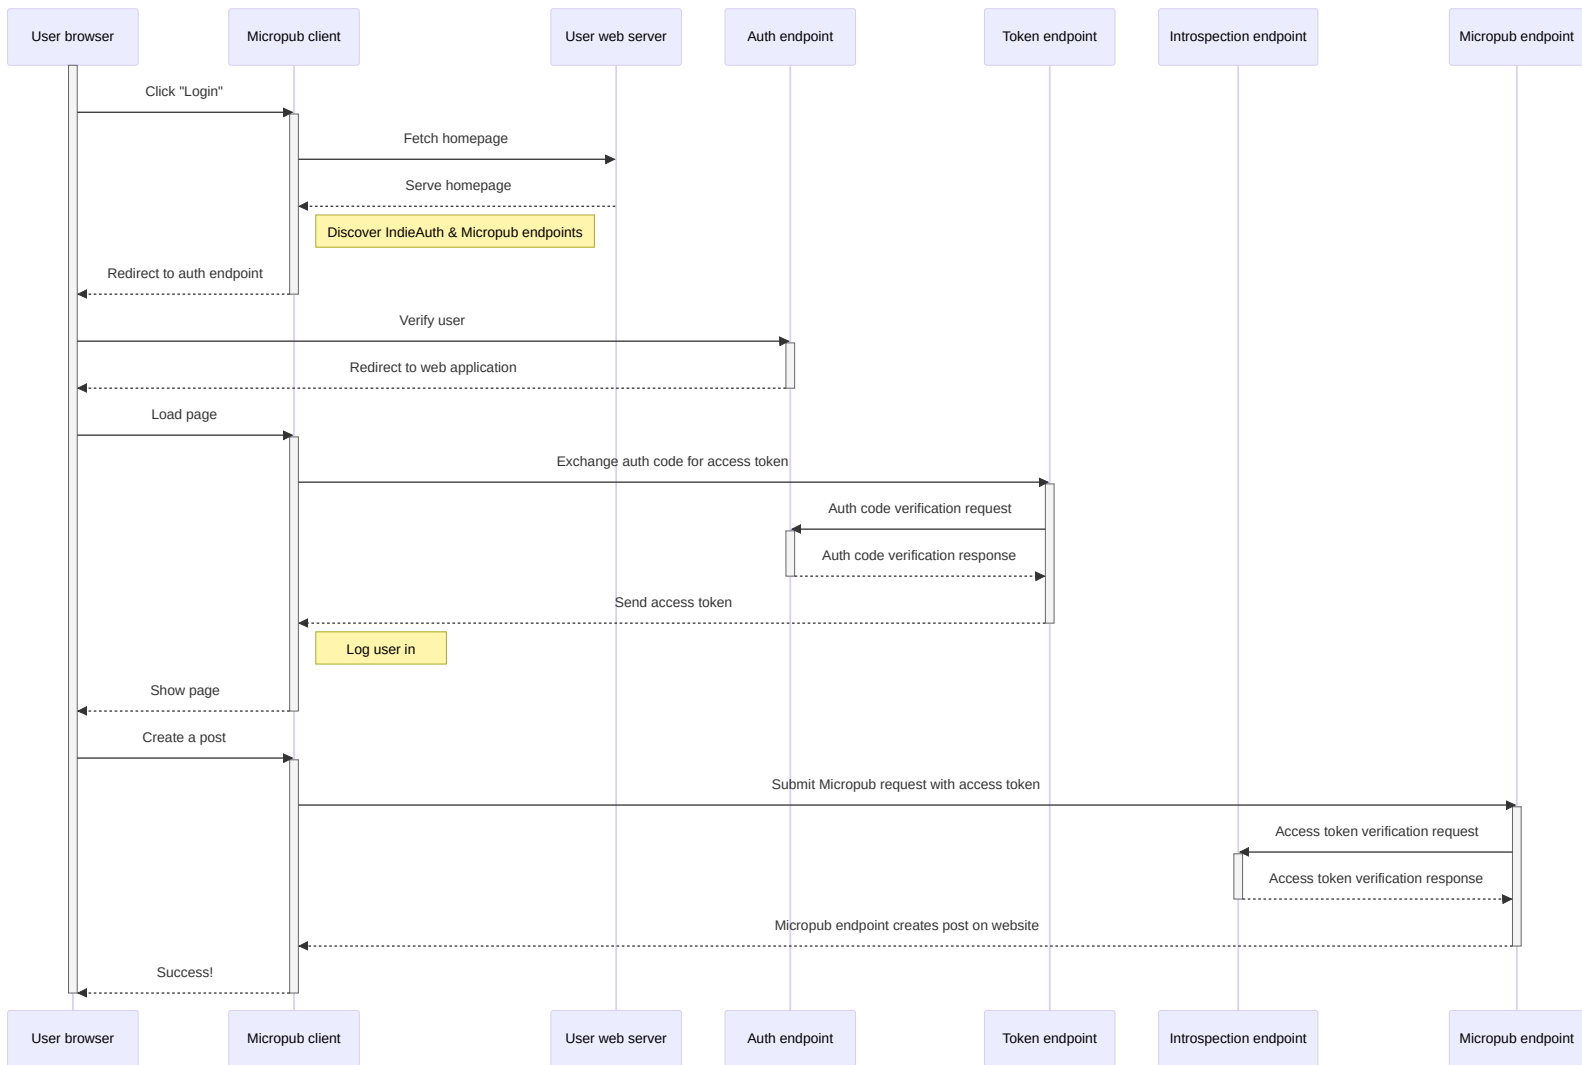 User browser
Micropub client
User web server
Auth endpoint
Token endpoint
Introspection endpoint
Micropub endpoint
Click "Login"
Fetch homepage
Serve homepage
Discover IndieAuth & Micropub endpoints
Redirect to auth endpoint
Verify user
Redirect to web application
Load page
Exchange auth code for access token
Auth code verification request
Auth code verification response
Send access token
Log user in
Show page
Create a post
Submit Micropub request with access token
Access token verification request
Access token verification response
Micropub endpoint creates post on website
Success!
User browser
Micropub client
User web server
Auth endpoint
Token endpoint
Introspection endpoint
Micropub endpoint